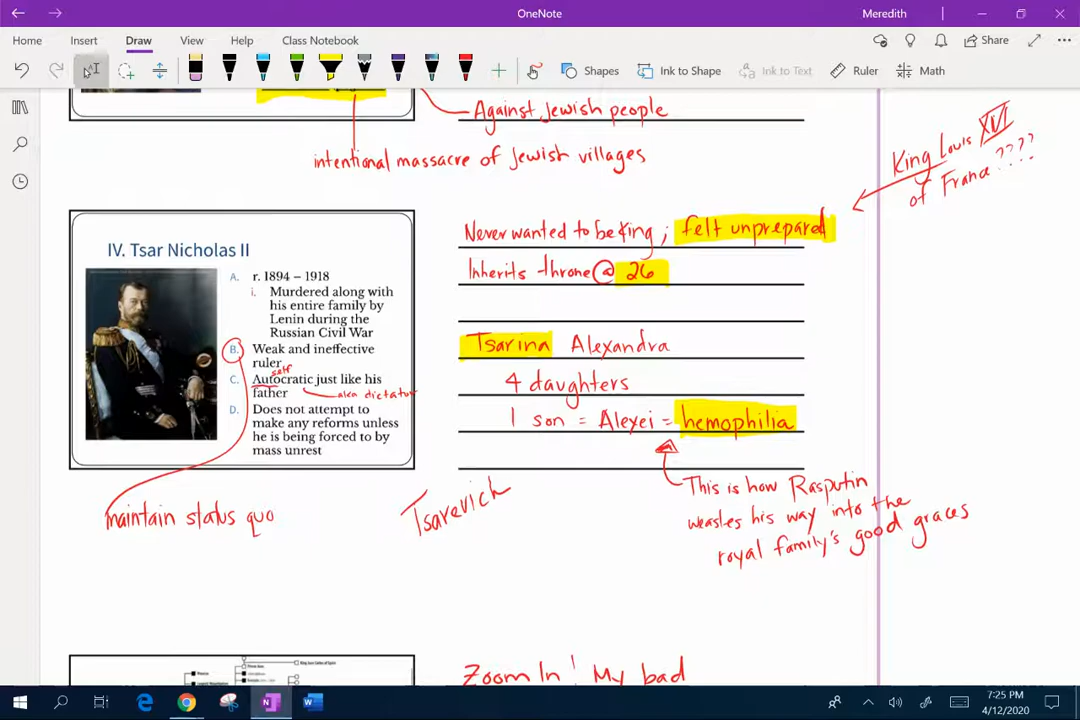 OneNote
Meredith
Home Insert Draw View Help Class Notebook
Share
Shapes
Ink to Shape
Ink to Text
Ruler
Math
Against Jewish people
intentional massacre of Jewish villages
King Louis XVI
of France ????
IV. Tsar Nicholas II
A. r. 1894 – 1918
i. Murdered along with
his entire family by
Lenin during the
Russian Civil War
B. Weak and ineffective
ruler
self
C. Autocratic just like his
father
aka dictator
D. Does not attempt to
make any reforms unless
he is being forced to by
mass unrest
maintain status quo
Never wanted to be king; felt unprepared
Inherits throne @ 26
Tsarina Alexandra
4 daughters
1 son = Alexei = hemophilia
Tsarevich
This is how Rasputin
weasles his way into the
royal family's good graces
Zoom In! My bad
7:25 PM
4/12/2020